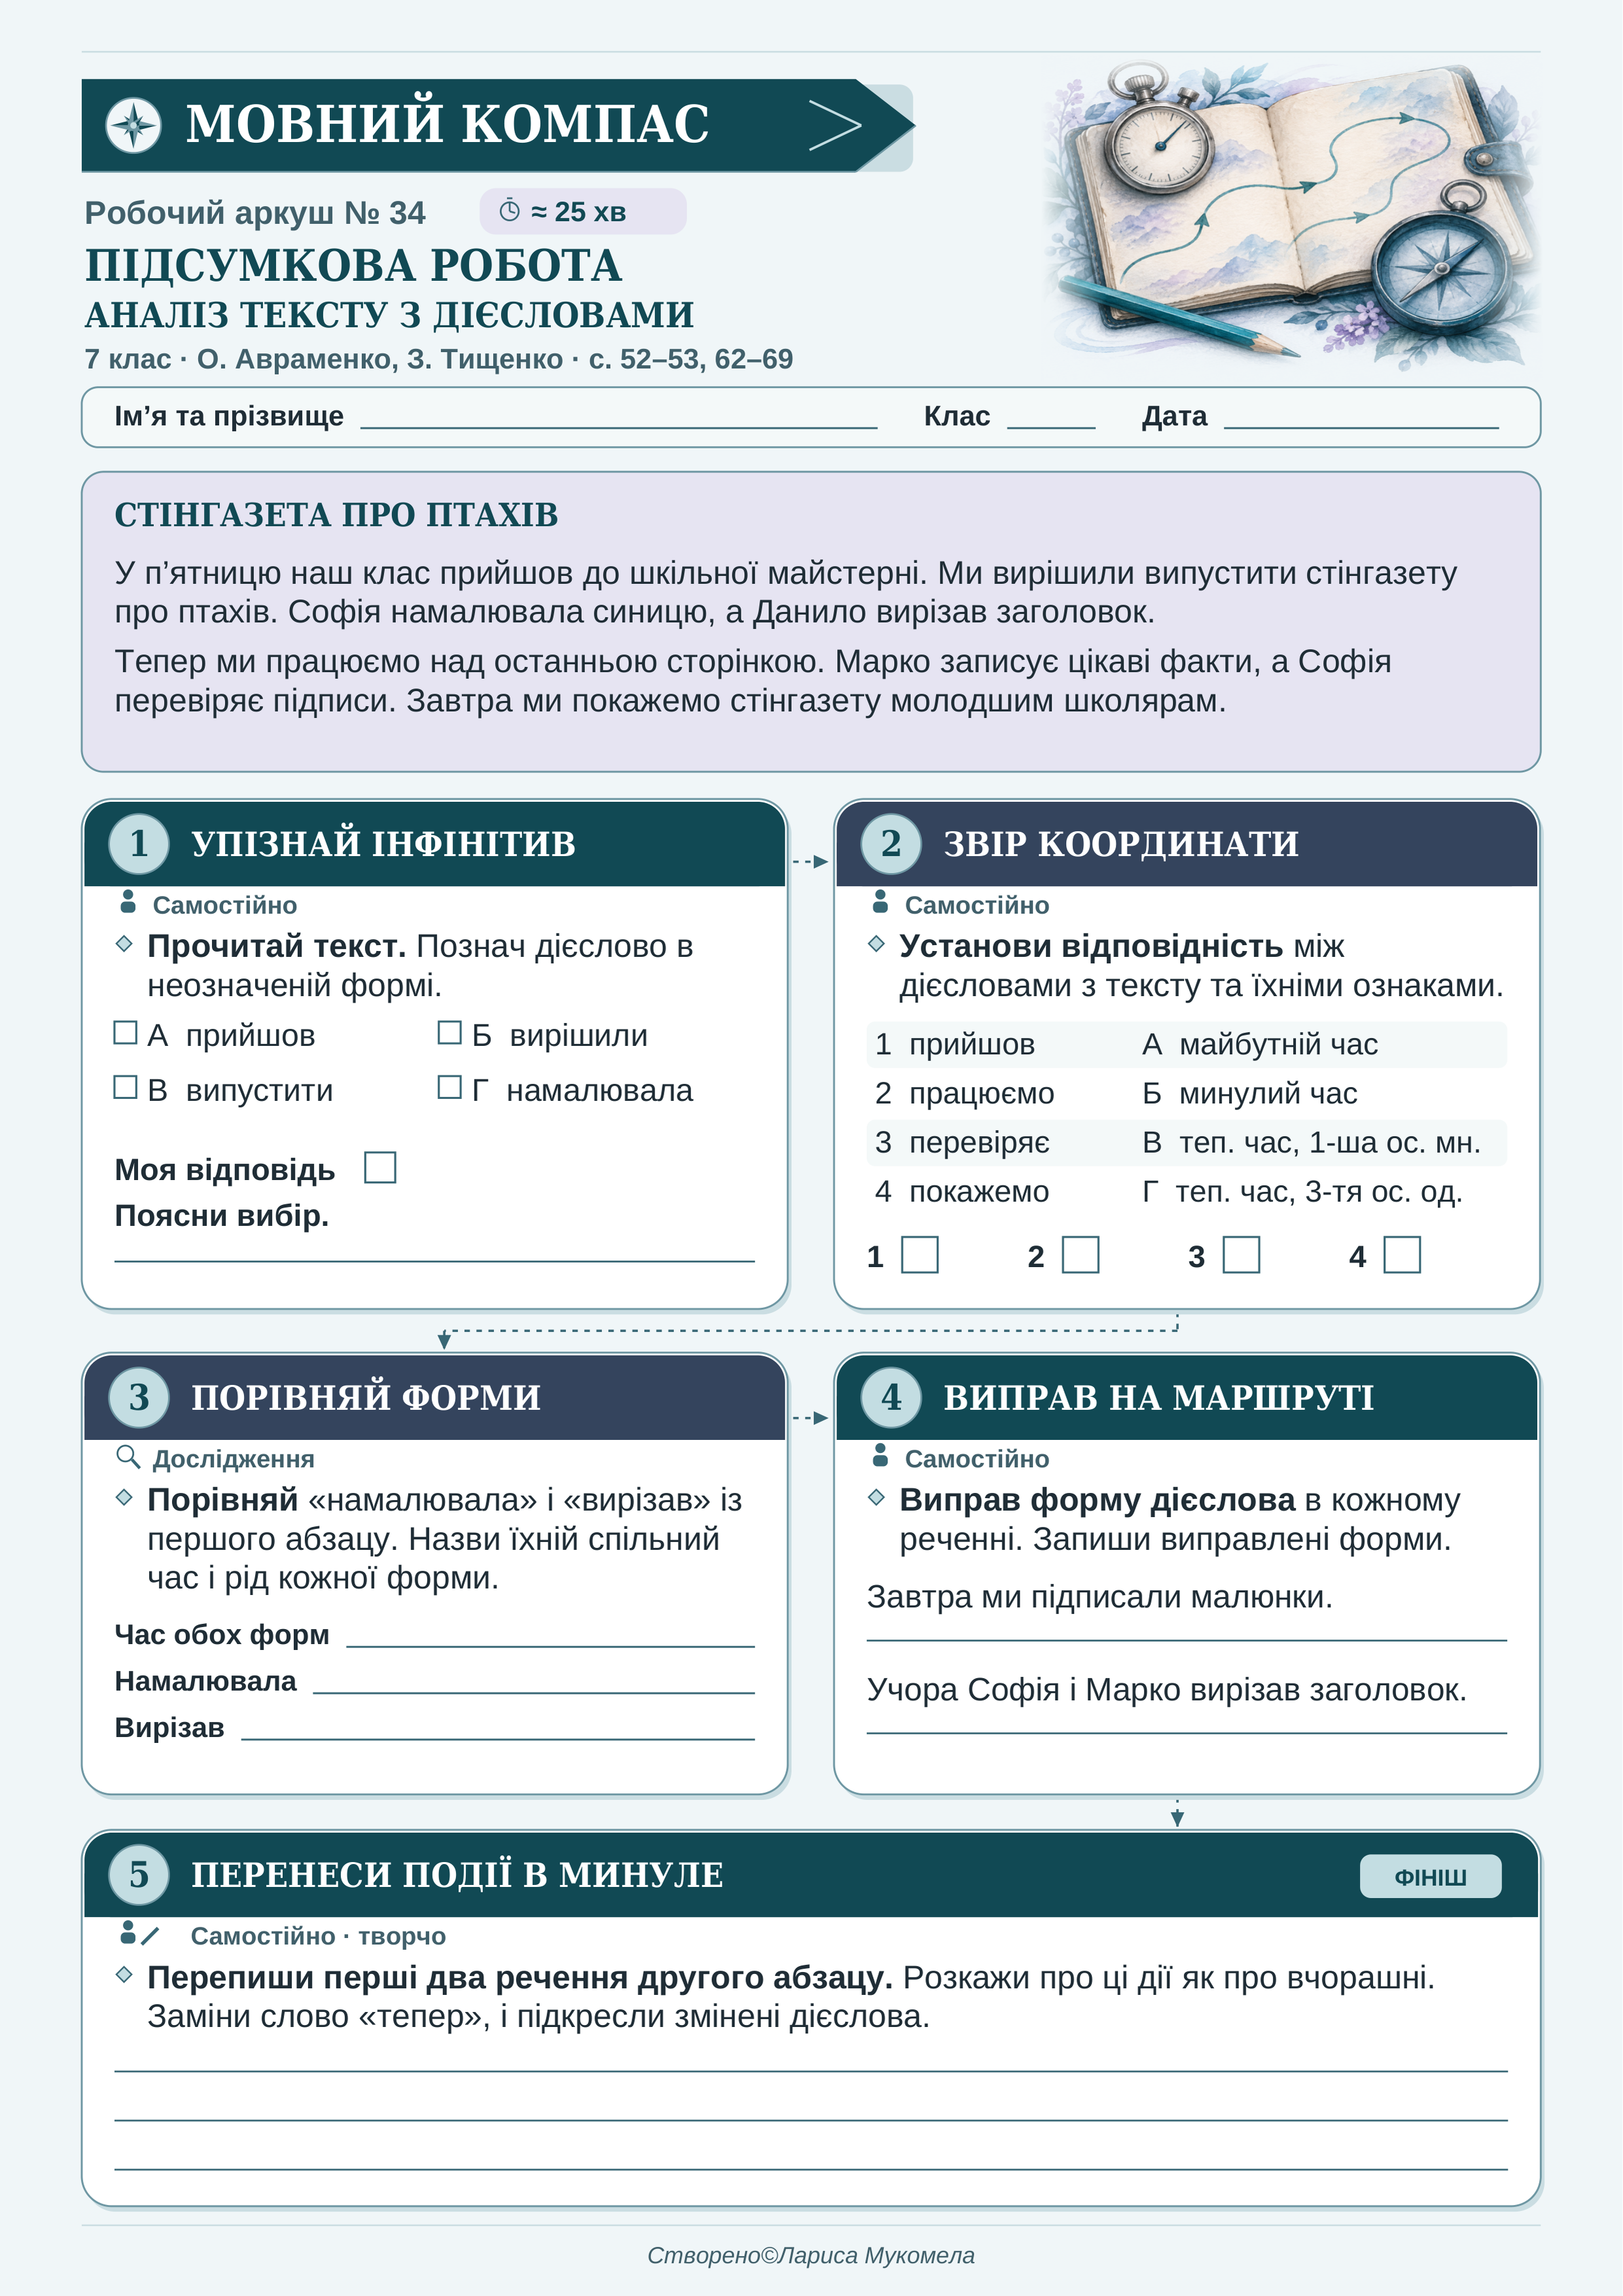 МОВНИЙ КОМПАС
Робочий аркуш № 34
≈ 25 хв
ПІДСУМКОВА РОБОТА
АНАЛІЗ ТЕКСТУ З ДІЄСЛОВАМИ
7 клас · О. Авраменко, З. Тищенко · с. 52–53, 62–69
Ім’я та прізвище Клас Дата
СТІНГАЗЕТА ПРО ПТАХІВ
У п’ятницю наш клас прийшов до шкільної майстерні. Ми вирішили випустити стінгазету
про птахів. Софія намалювала синицю, а Данило вирізав заголовок.
Тепер ми працюємо над останньою сторінкою. Марко записує цікаві факти, а Софія
перевіряє підписи. Завтра ми покажемо стінгазету молодшим школярам.
1 УПІЗНАЙ ІНФІНІТИВ
Самостійно
Прочитай текст. Познач дієслово в
неозначеній формі.
А прийшов Б вирішили
В випустити Г намалювала
Моя відповідь
Поясни вибір.
2 ЗВІР КООРДИНАТИ
Самостійно
Установи відповідність між
дієсловами з тексту та їхніми ознаками.
1 прийшов А майбутній час
2 працюємо Б минулий час
3 перевіряє В теп. час, 1-ша ос. мн.
4 покажемо Г теп. час, 3-тя ос. од.
1 2 3 4
3 ПОРІВНЯЙ ФОРМИ
Дослідження
Порівняй «намалювала» і «вирізав» із
першого абзацу. Назви їхній спільний
час і рід кожної форми.
Час обох форм
Намалювала
Вирізав
4 ВИПРАВ НА МАРШРУТІ
Самостійно
Виправ форму дієслова в кожному
реченні. Запиши виправлені форми.
Завтра ми підписали малюнки.
Учора Софія і Марко вирізав заголовок.
5 ПЕРЕНЕСИ ПОДІЇ В МИНУЛЕ ФІНІШ
Самостійно · творчо
Перепиши перші два речення другого абзацу. Розкажи про ці дії як про вчорашні.
Заміни слово «тепер», і підкресли змінені дієслова.
Створено©Лариса Мукомела